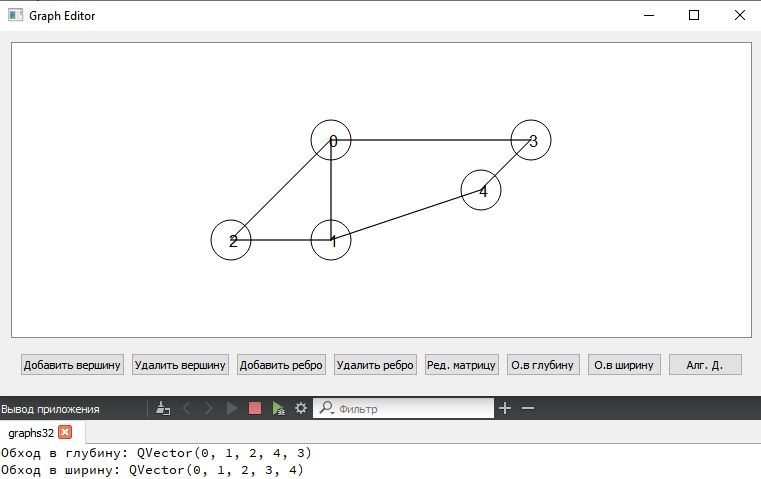 Graph Editor
0
3
4
2
1
Добавить вершину Удалить вершину Добавить ребро Удалить ребро Ред. матрицу О.в глубину О.в ширину Алг. Д.
Вывод приложения Фильтр
graphs32
Обход в глубину: QVector(0, 1, 2, 4, 3)
Обход в ширину: QVector(0, 1, 2, 3, 4)